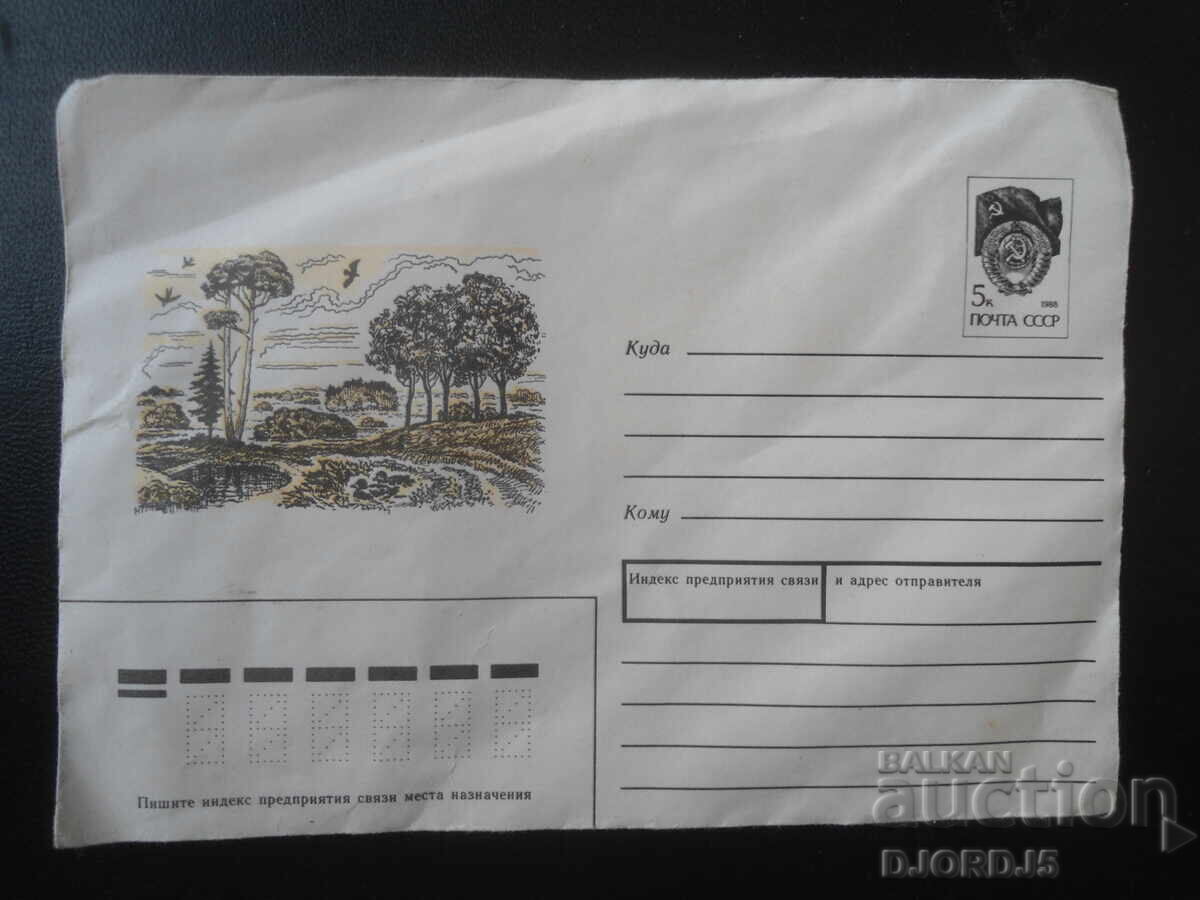 5к
1988
ПОЧТА СССР
Куда
Кому
Индекс предприятия связи и адрес отправителя
Пишите индекс предприятия связи места назначения
BALKAN
auction
DJORDJ5